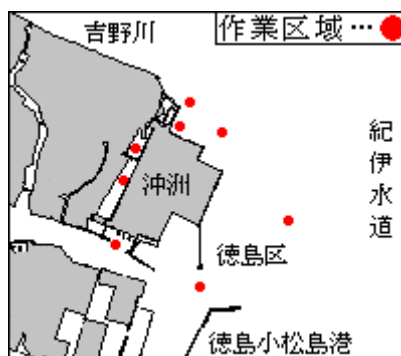 吉野川
作業区域…
紀伊水道
沖洲
徳島区
徳島小松島港